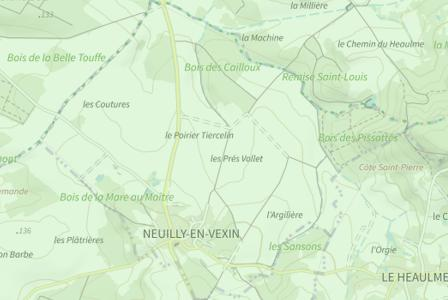 la Millière
.133
la Machine
le Chemin du Heaulme
Bois de la Belle Touffe
Bois des Cailloux
Remise Saint-Louis
les Coutures
le Poirier Tiercelin
Bois des Pissottes
les Prés Vallet
Côte Saint-Pierre
Bois de la Mare au Maître
l'Argilière
.136
les Plâtrières
NEUILLY-EN-VEXIN
les Sansons
l'Orgie
on Barbe
LE HEAULME